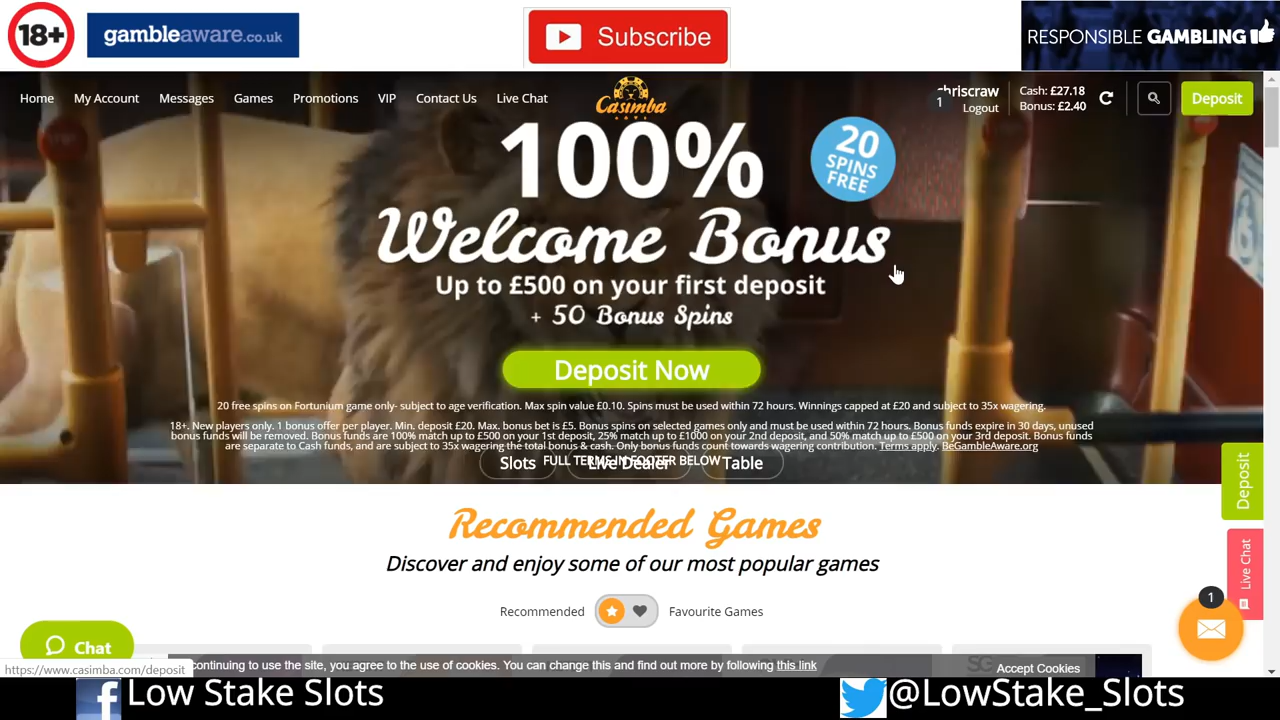 18+
gambleaware.co.uk
Subscribe
RESPONSIBLE GAMBLING
Home My Account Messages Games Promotions VIP Contact Us Live Chat
Casimba
chriscraw
1
Logout
Cash: £27.18
Bonus: £2.40
Deposit
100%
20
SPINS
FREE
Welcome Bonus
Up to £500 on your first deposit
+ 50 Bonus Spins
Deposit Now
20 free spins on Fortunium game only- subject to age verification. Max spin value £0.10. Spins must be used within 72 hours. Winnings capped at £20 and subject to 35x wagering.
18+. New players only. 1 bonus offer per player. Min. deposit £20. Max. bonus bet is £5. Bonus spins on selected games only and must be used within 72 hours. Bonus funds expire in 30 days, unused
bonus funds will be removed. Bonus funds are 100% match up to £500 on your 1st deposit, 25% match up to £1000 on your 2nd deposit, and 50% match up to £500 on your 3rd deposit. Bonus funds
are separate to Cash funds, and are subject to 35x wagering the total bonus & cash. Only bonus funds count towards wagering contribution. Terms apply. BeGambleAware.org
FULL TERMS IN FOOTER BELOW
Slots Live Dealer Table
Deposit
Recommended Games
Discover and enjoy some of our most popular games
Live Chat
Recommended Favourite Games
1
Chat
SG
continuing to use the site, you agree to the use of cookies. You can change this and find out more by following this link
Accept Cookies
https://www.casimba.com/deposit
f Low Stake Slots
@LowStake_Slots